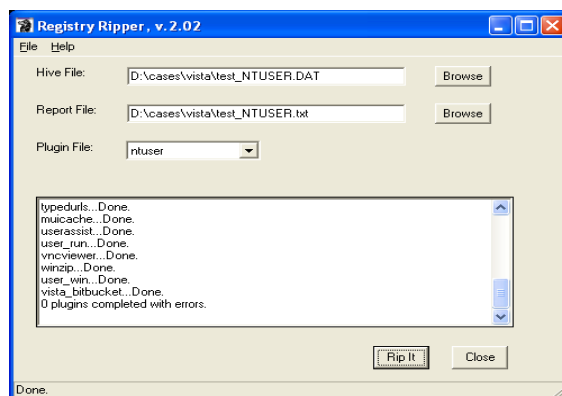 Registry Ripper, v.2.02
File Help
Hive File: D:\cases\vista\test_NTUSER.DAT Browse
Report File: D:\cases\vista\test_NTUSER.txt Browse
Plugin File: ntuser
typedurls...Done.
muicache...Done.
userassist...Done.
user_run...Done.
vncviewer...Done.
winzip...Done.
user_win...Done.
vista_bitbucket...Done.
0 plugins completed with errors.
Rip It Close
Done.